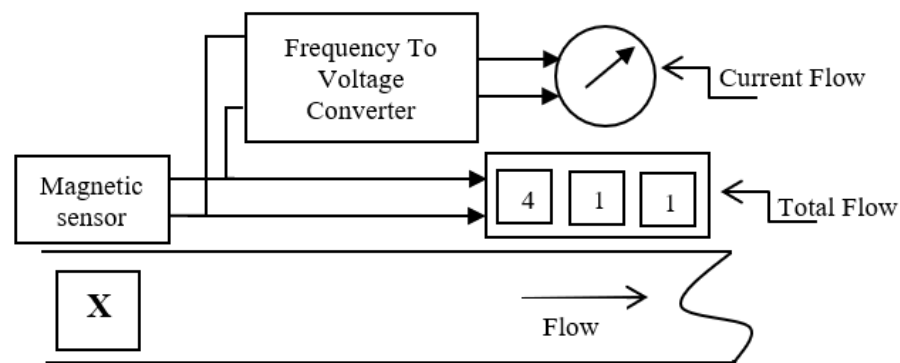 Frequency To
Voltage
Converter
Current Flow
Magnetic
sensor
4 1 1
Total Flow
X
Flow